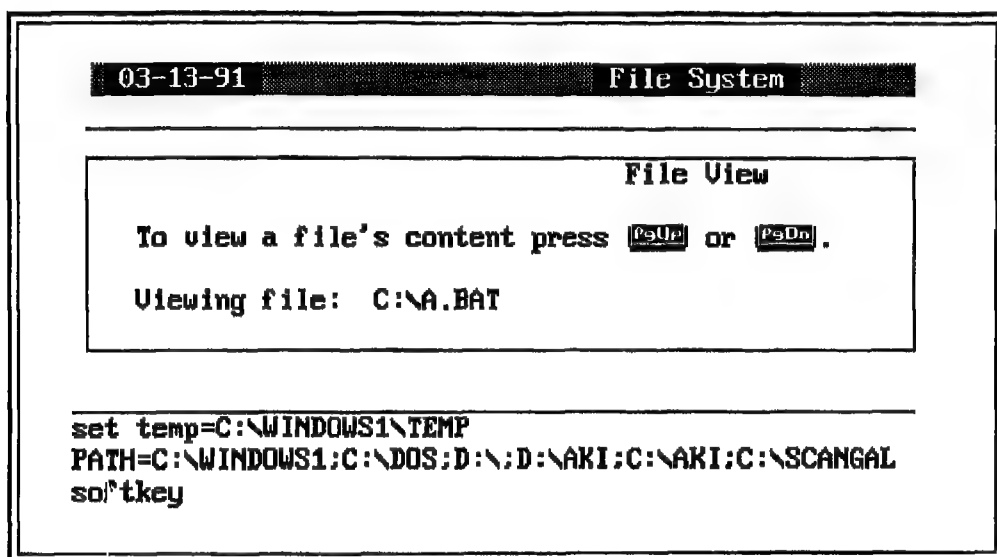 03-13-91 File System
File View
To view a file's content press PgUp or PgDn.
Viewing file: C:\A.BAT
set temp=C:\WINDOWS1\TEMP
PATH=C:\WINDOWS1;C:\DOS;D:\;D:\AKI;C:\AKI;C:\SCANGAL
softkey